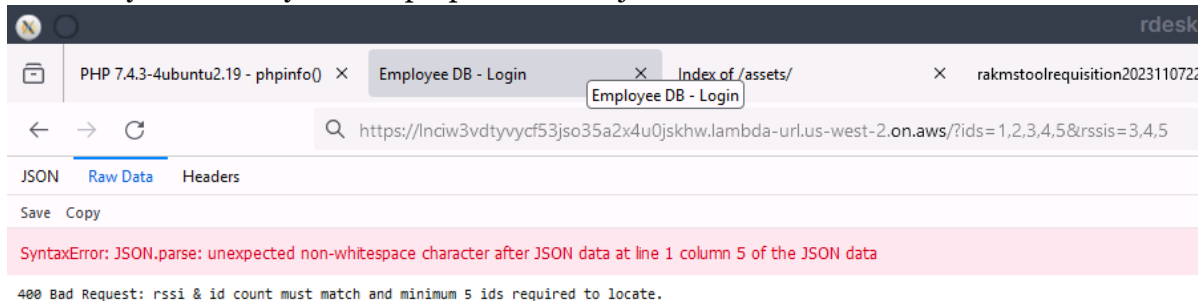 rdesk
PHP 7.4.3-4ubuntu2.19 - phpinfo() × Employee DB - Login × Index of /assets/ × rakmstoolrequisition2023110722
Employee DB - Login
https://lnciw3vdtyvycf53jso35a2x4u0jskhw.lambda-url.us-west-2.on.aws/?ids=1,2,3,4,5&rssis=3,4,5
JSON Raw Data Headers
Save Copy
SyntaxError: JSON.parse: unexpected non-whitespace character after JSON data at line 1 column 5 of the JSON data
400 Bad Request: rssi & id count must match and minimum 5 ids required to locate.